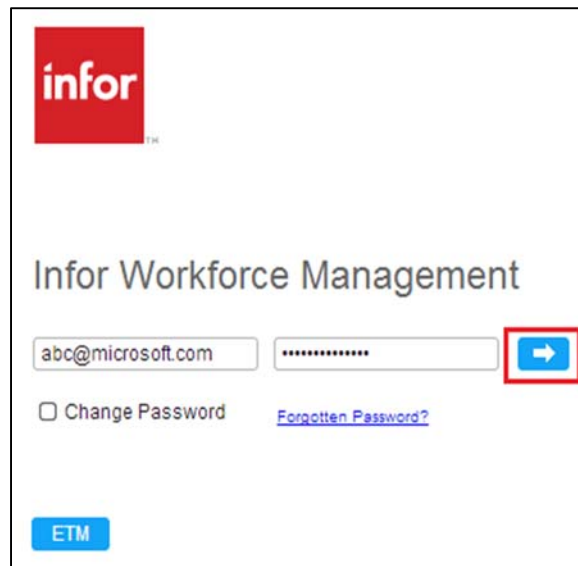 infor
TM
Infor Workforce Management
abc@microsoft.com ••••••••••••••
Change Password Forgotten Password?
ETM